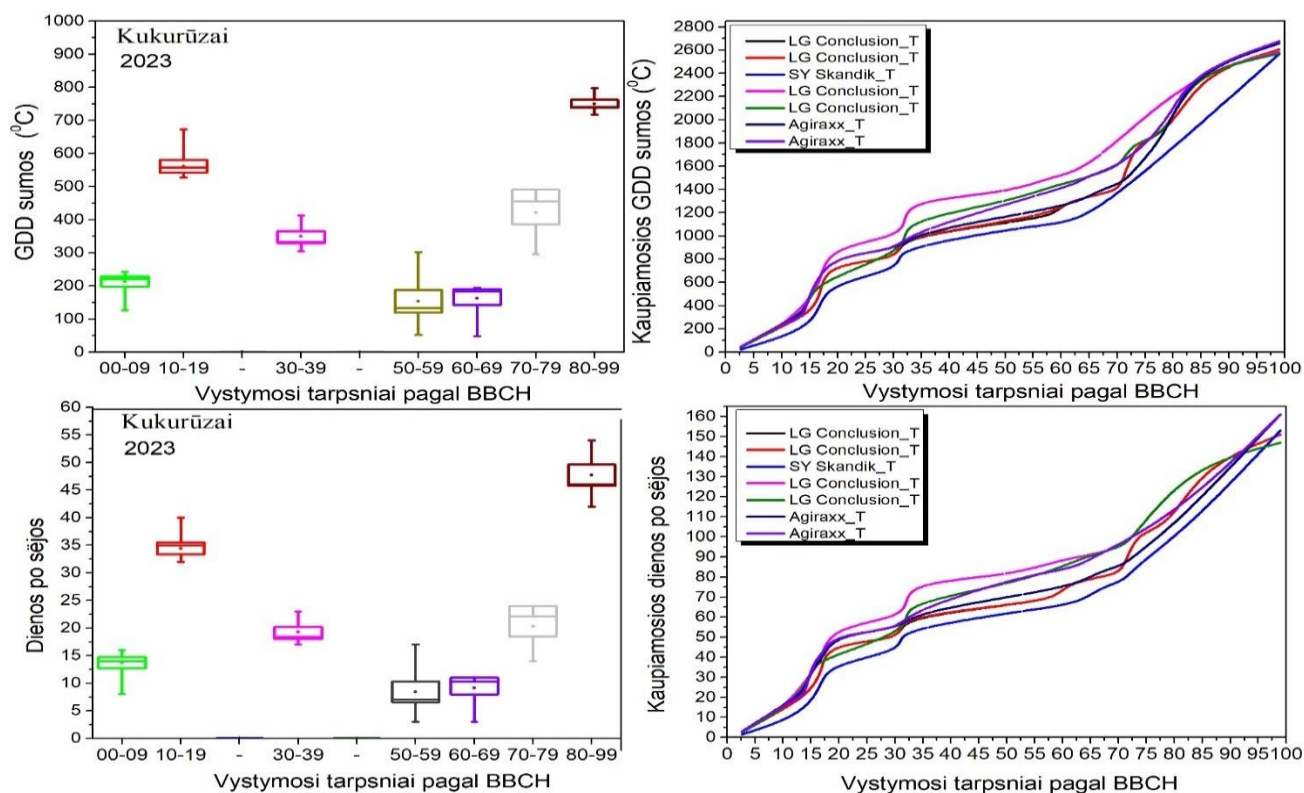 Kukurūzai
2023
GDD sumos (⁰C)
1000
900
800
700
600
500
400
300
200
100
0
00-09 10-19 - 30-39 - 50-59 60-69 70-79 80-99
Vystymosi tarpsniai pagal BBCH
LG Conclusion_T
LG Conclusion_T
SY Skandik_T
LG Conclusion_T
LG Conclusion_T
Agiraxx_T
Agiraxx_T
Kaupiamosios GDD sumos (⁰C)
2800
2600
2400
2200
2000
1800
1600
1400
1200
1000
800
600
400
200
0
0 5 10 15 20 25 30 35 40 45 50 55 60 65 70 75 80 85 90 95 100
Vystymosi tarpsniai pagal BBCH
Kukurūzai
2023
Dienos po sėjos
60
55
50
45
40
35
30
25
20
15
10
5
0
00-09 10-19 - 30-39 - 50-59 60-69 70-79 80-99
Vystymosi tarpsniai pagal BBCH
LG Conclusion_T
LG Conclusion_T
SY Skandik_T
LG Conclusion_T
LG Conclusion_T
Agiraxx_T
Agiraxx_T
Kaupiamosios dienos po sėjos
160
150
140
130
120
110
100
90
80
70
60
50
40
30
20
10
0
0 5 10 15 20 25 30 35 40 45 50 55 60 65 70 75 80 85 90 95 100
Vystymosi tarpsniai pagal BBCH